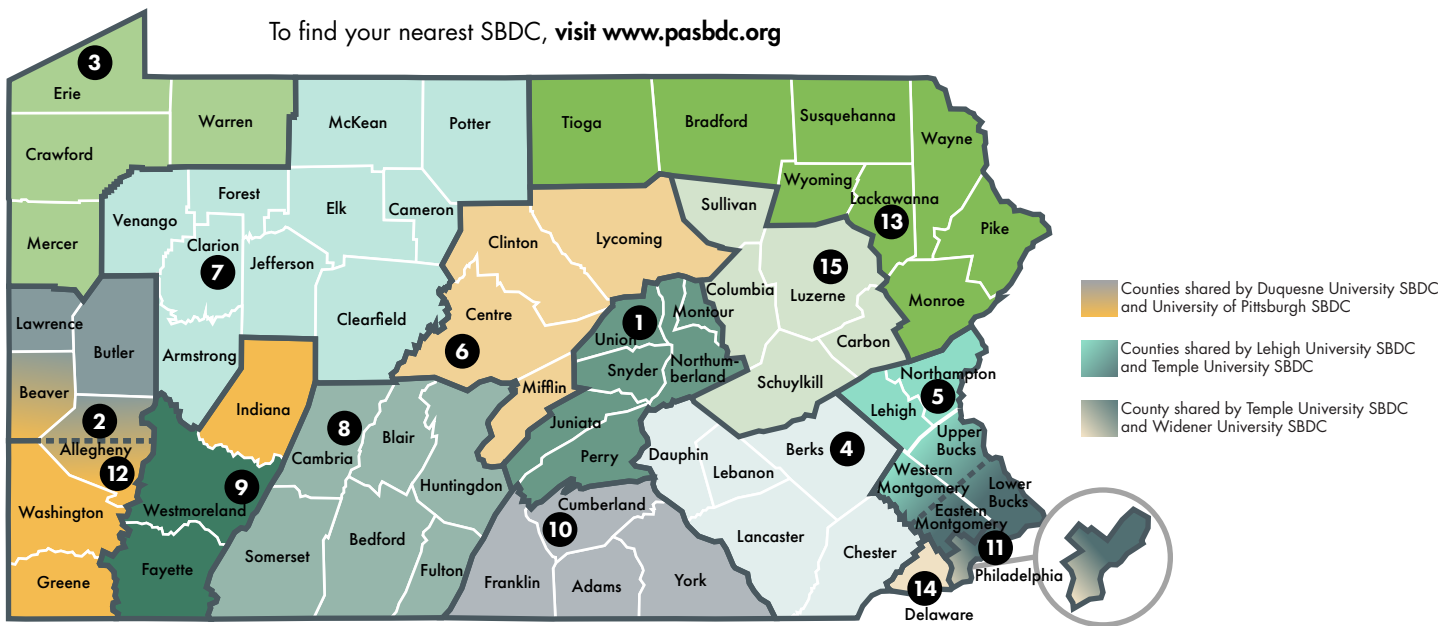 To find your nearest SBDC, visit www.pasbdc.org
3
Erie
Warren
McKean
Potter
Tioga
Bradford
Susquehanna
Wayne
Crawford
Forest
Elk
Cameron
Sullivan
Wyoming
Lackawanna
13
Pike
Mercer
Venango
Clarion
7
Jefferson
Clinton
Lycoming
15
Luzerne
Monroe
Columbia
Lawrence
Butler
Armstrong
Clearfield
Centre
6
1
Union
Montour
Carbon
Snyder
Northum-
berland
Schuylkill
Northampton
5
Lehigh
Beaver
Indiana
Mifflin
2
Allegheny
12
8
Cambria
Blair
Juniata
Perry
Dauphin
Lebanon
Berks
4
Upper
Bucks
Western
Montgomery
Lower
Bucks
Eastern
Montgomery
Washington
9
Westmoreland
Huntingdon
Cumberland
10
Lancaster
Chester
11
Philadelphia
Greene
Fayette
Somerset
Bedford
Fulton
Franklin
Adams
York
14
Delaware
Counties shared by Duquesne University SBDC
and University of Pittsburgh SBDC
Counties shared by Lehigh University SBDC
and Temple University SBDC
County shared by Temple University SBDC
and Widener University SBDC